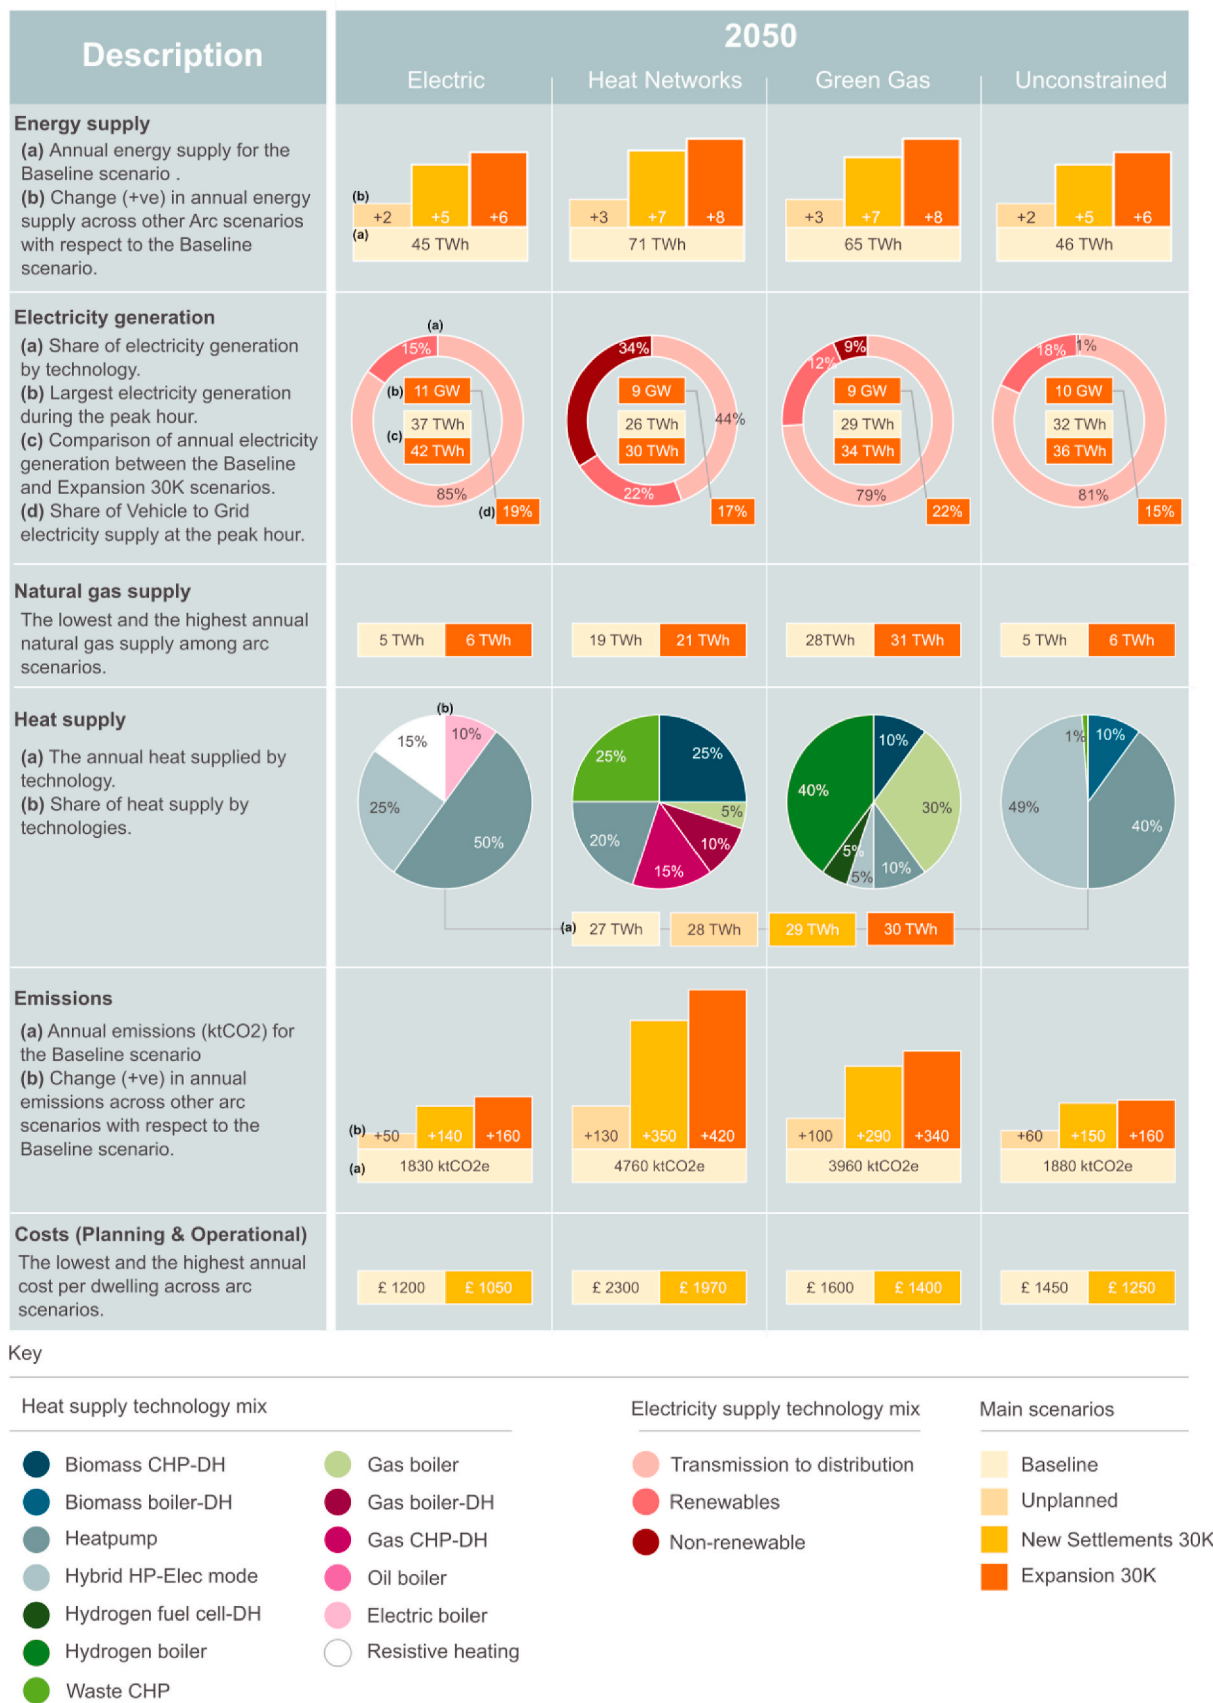 Description
2050
Electric
Heat Networks
Green Gas
Unconstrained
Energy supply
(a) Annual energy supply for the
Baseline scenario .
(b) Change (+ve) in annual energy
supply across other Arc scenarios
with respect to the Baseline
scenario.
(b)
+2
+5
+6
(a)
45 TWh
+3
+7
+8
71 TWh
+3
+7
+8
65 TWh
+2
+5
+6
46 TWh
Electricity generation
(a) Share of electricity generation
by technology.
(b) Largest electricity generation
during the peak hour.
(c) Comparison of annual electricity
generation between the Baseline
and Expansion 30K scenarios.
(d) Share of Vehicle to Grid
electricity supply at the peak hour.
(a)
15%
(b)
11 GW
37 TWh
(c)
42 TWh
85%
(d)
19%
34%
9 GW
44%
26 TWh
30 TWh
22%
17%
9%
12%
9 GW
29 TWh
34 TWh
79%
22%
1%
18%
10 GW
32 TWh
36 TWh
81%
15%
Natural gas supply
The lowest and the highest annual
natural gas supply among arc
scenarios.
5 TWh
6 TWh
19 TWh
21 TWh
28TWh
31 TWh
5 TWh
6 TWh
Heat supply
(a) The annual heat supplied by
technology.
(b) Share of heat supply by
technologies.
(b)
15%
10%
25%
50%
25%
25%
5%
20%
10%
15%
10%
40%
30%
5%
5%
10%
1%
10%
49%
40%
(a)
27 TWh
28 TWh
29 TWh
30 TWh
Emissions
(a) Annual emissions (ktCO2) for
the Baseline scenario
(b) Change (+ve) in annual
emissions across other arc
scenarios with respect to the
Baseline scenario.
(b)
+50
+140
+160
(a)
1830 ktCO2e
+130
+350
+420
4760 ktCO2e
+100
+290
+340
3960 ktCO2e
+60
+150
+160
1880 ktCO2e
Costs (Planning & Operational)
The lowest and the highest annual
cost per dwelling across arc
scenarios.
£ 1200
£ 1050
£ 2300
£ 1970
£ 1600
£ 1400
£ 1450
£ 1250
Key
Heat supply technology mix
Biomass CHP-DH
Biomass boiler-DH
Heatpump
Hybrid HP-Elec mode
Hydrogen fuel cell-DH
Hydrogen boiler
Waste CHP
Gas boiler
Gas boiler-DH
Gas CHP-DH
Oil boiler
Electric boiler
Resistive heating
Electricity supply technology mix
Transmission to distribution
Renewables
Non-renewable
Main scenarios
Baseline
Unplanned
New Settlements 30K
Expansion 30K